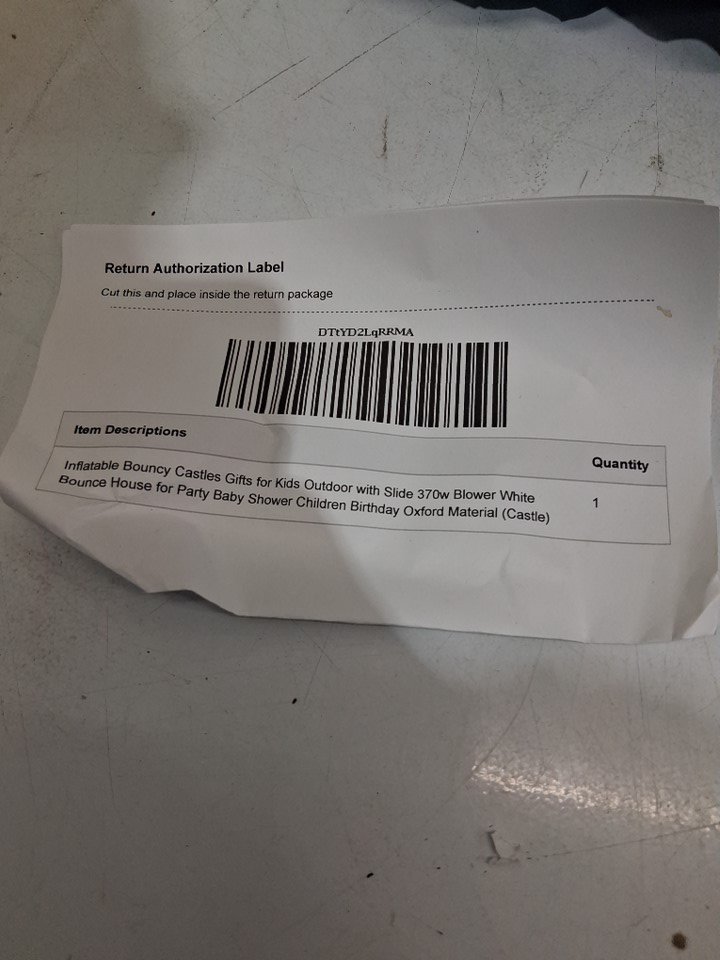 Return Authorization Label
Cut this and place inside the return package
DTtYD2LqRRMA
Item Descriptions
Quantity
Inflatable Bouncy Castles Gifts for Kids Outdoor with Slide 370w Blower White
Bounce House for Party Baby Shower Children Birthday Oxford Material (Castle)
1